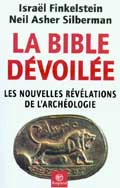 Israël Finkelstein
Neil Asher Silberman
LA BIBLE
DÉVOILÉE
LES NOUVELLES RÉVÉLATIONS
DE L'ARCHÉOLOGIE